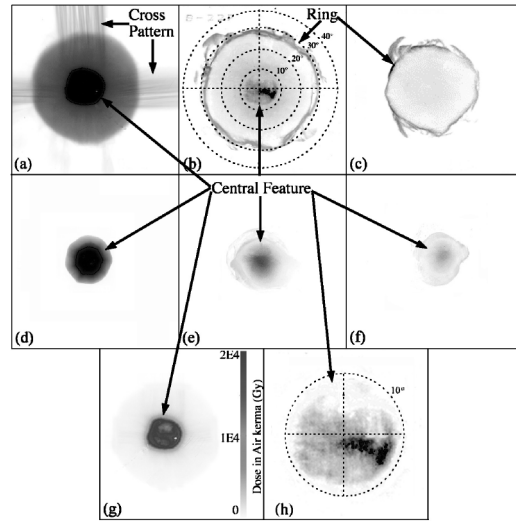 Cross
Pattern
Ring
40°
30°
20°
10°
(a)
(b)
(c)
Central Feature
(d)
(e)
(f)
2E4
1E4
0
Dose in Air kerma (Gy)
10°
(g)
(h)